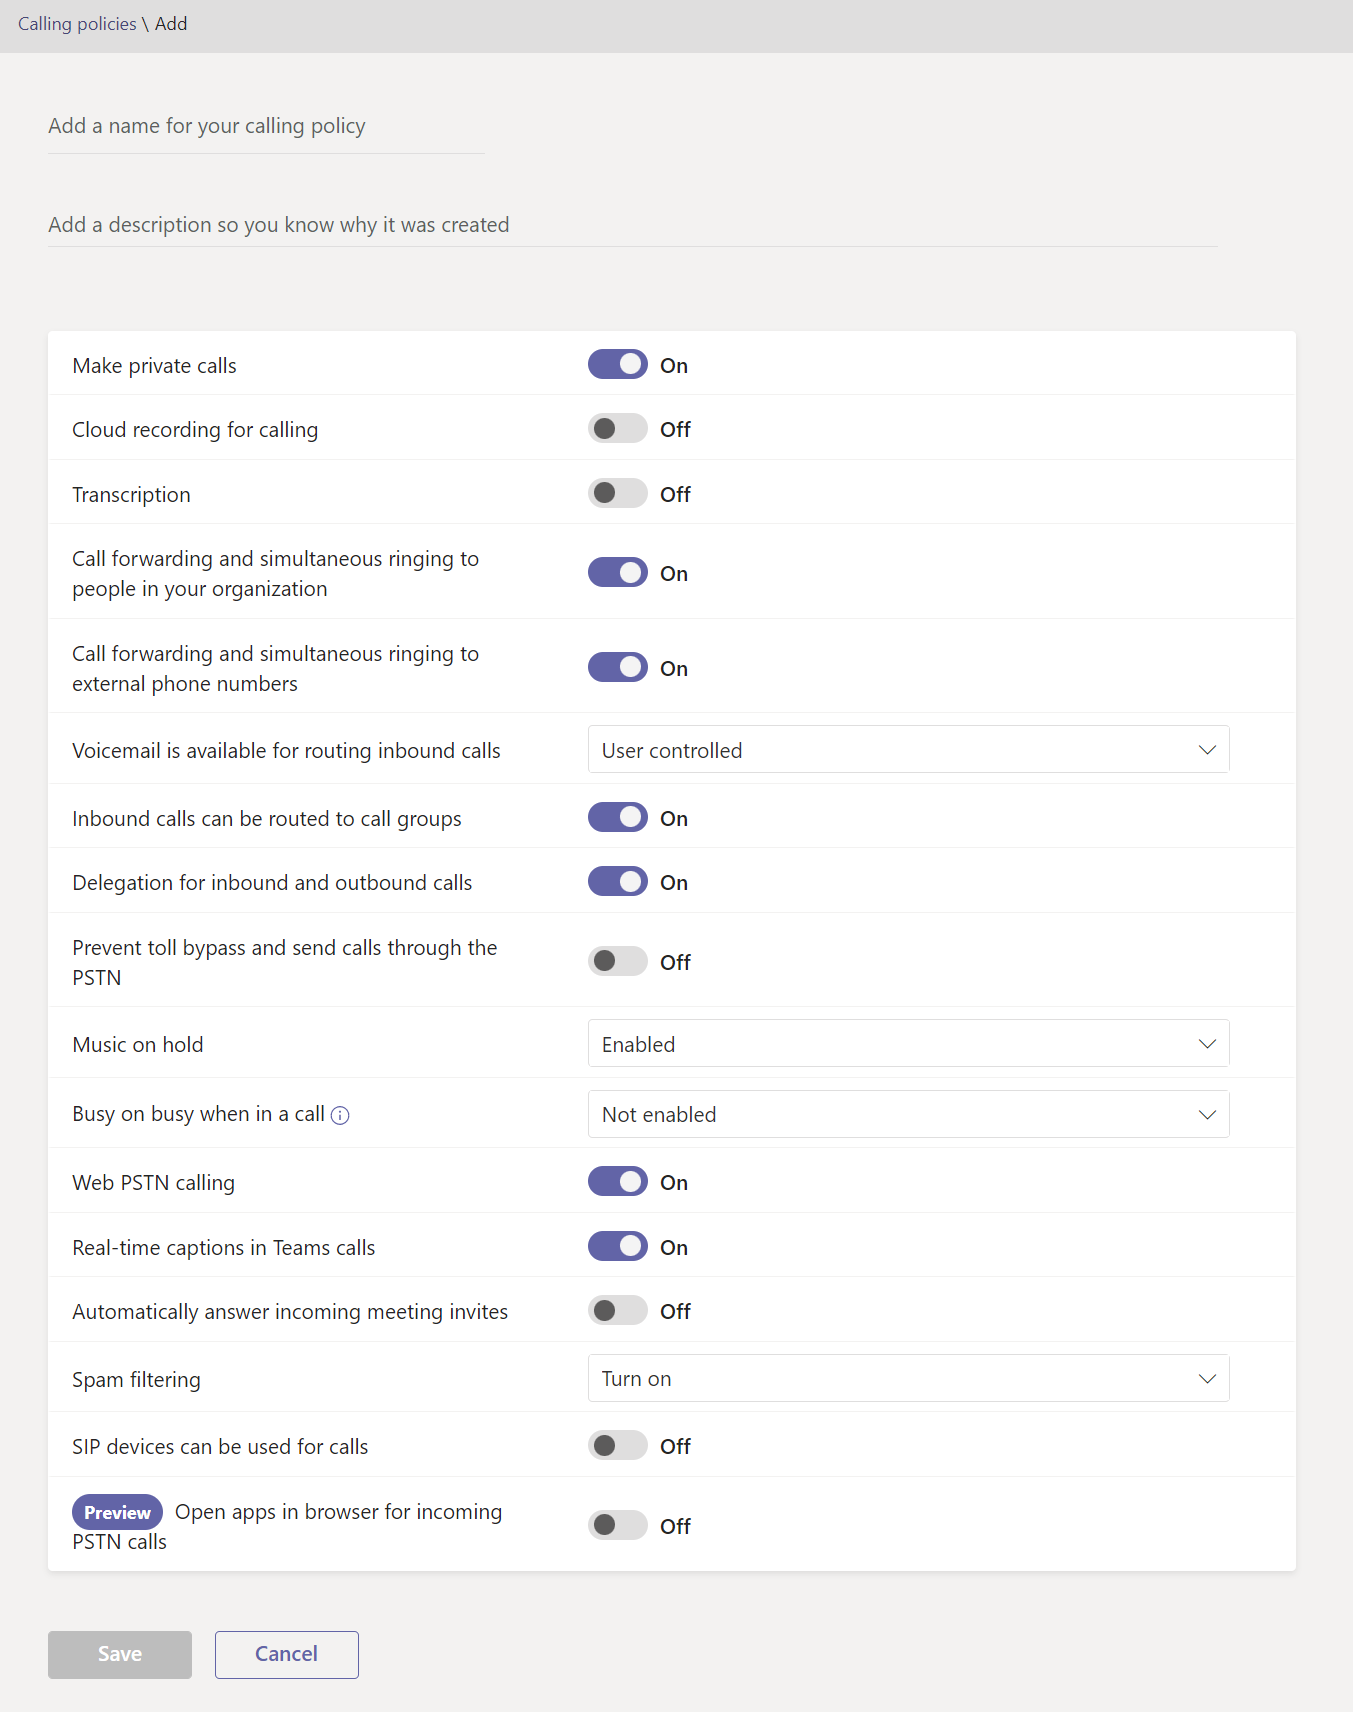 Calling policies \ Add
Add a name for your calling policy
Add a description so you know why it was created
Make private calls On
Cloud recording for calling Off
Transcription Off
Call forwarding and simultaneous ringing to
people in your organization On
Call forwarding and simultaneous ringing to
external phone numbers On
Voicemail is available for routing inbound calls User controlled
Inbound calls can be routed to call groups On
Delegation for inbound and outbound calls On
Prevent toll bypass and send calls through the
PSTN Off
Music on hold Enabled
Busy on busy when in a call Not enabled
Web PSTN calling On
Real-time captions in Teams calls On
Automatically answer incoming meeting invites Off
Spam filtering Turn on
SIP devices can be used for calls Off
Preview Open apps in browser for incoming
PSTN calls Off
Save Cancel